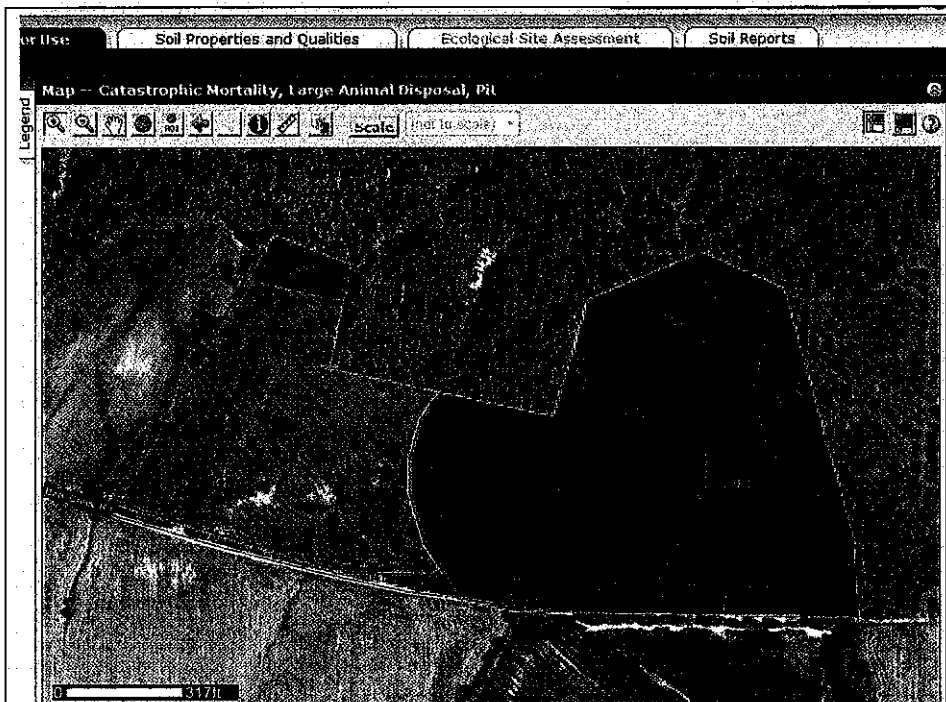 or Use
Soil Properties and Qualities
Ecological Site Assessment
Soil Reports
Legend
Map — Catastrophic Mortality, Large Animal Disposal, Pit
Scale
(not to scale)
0
317ft